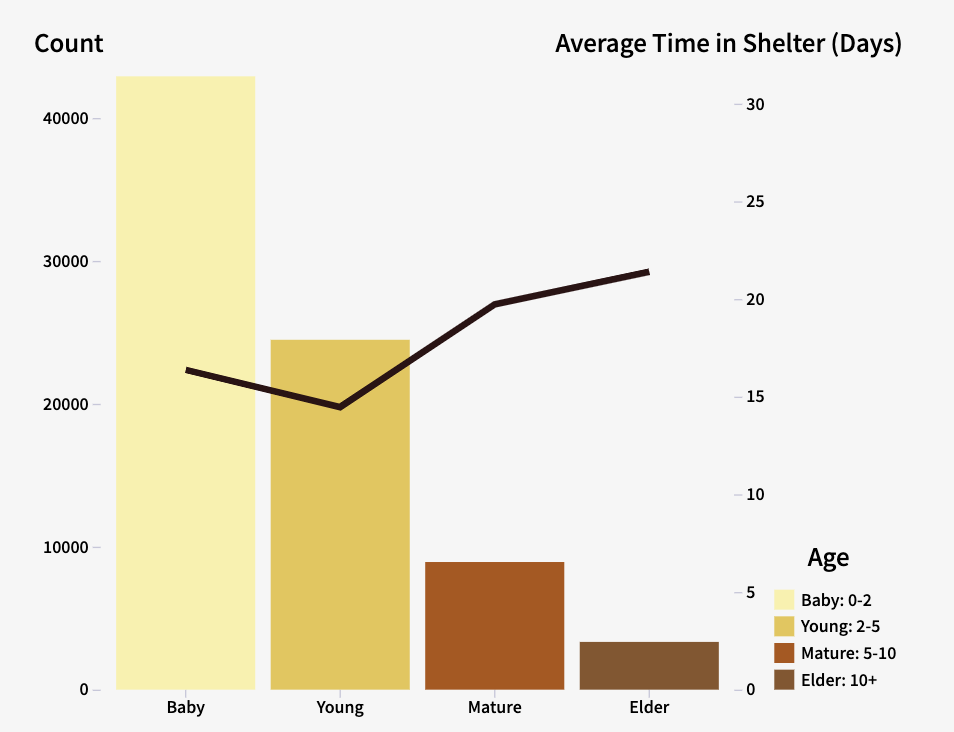 Count
Average Time in Shelter (Days)
40000
30000
20000
10000
0
30
25
20
15
10
5
0
Baby
Young
Mature
Elder
Age
Baby: 0-2
Young: 2-5
Mature: 5-10
Elder: 10+